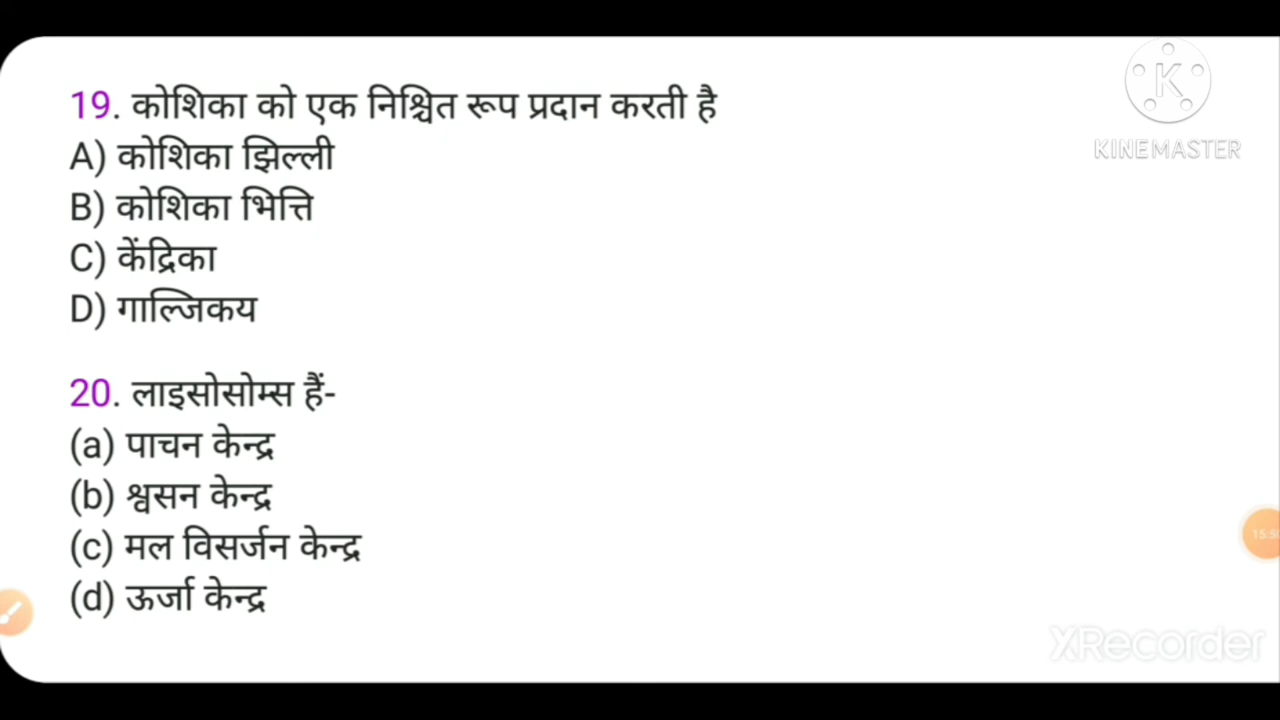 19. कोशिका को एक निश्चित रूप प्रदान करती है
A) कोशिका झिल्ली
B) कोशिका भित्ति
C) केंद्रिका
D) गाल्जिकय
20. लाइसोसोम्स हैं-
(a) पाचन केन्द्र
(b) श्वसन केन्द्र
(c) मल विसर्जन केन्द्र
(d) ऊर्जा केन्द्र
K
KINEMASTER
XRecorder